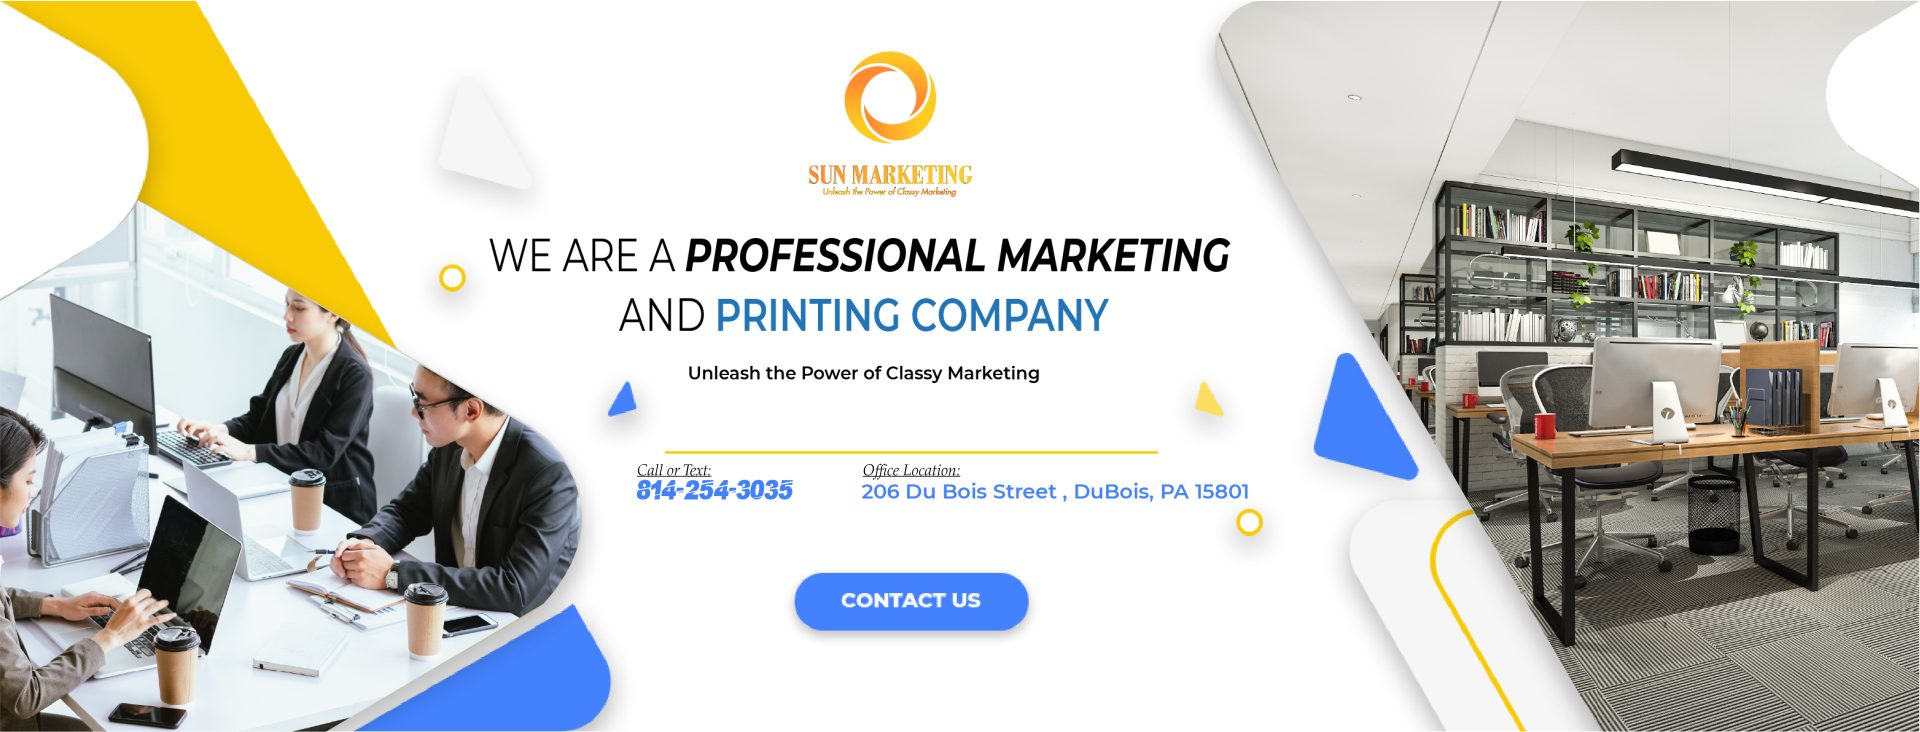 SUN MARKETING
Unleash the Power of Classy Marketing
WE ARE A PROFESSIONAL MARKETING
AND PRINTING COMPANY
Unleash the Power of Classy Marketing
Call or Text:
814-254-3035
Office Location:
206 Du Bois Street , DuBois, PA 15801
CONTACT US